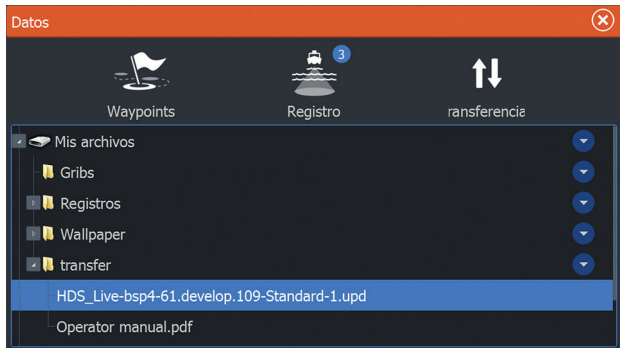 Datos
3
Waypoints Registro ransferencia
Mis archivos
Gribs
Registros
Wallpaper
transfer
HDS_Live-bsp4-61.develop.109-Standard-1.upd
Operator manual.pdf